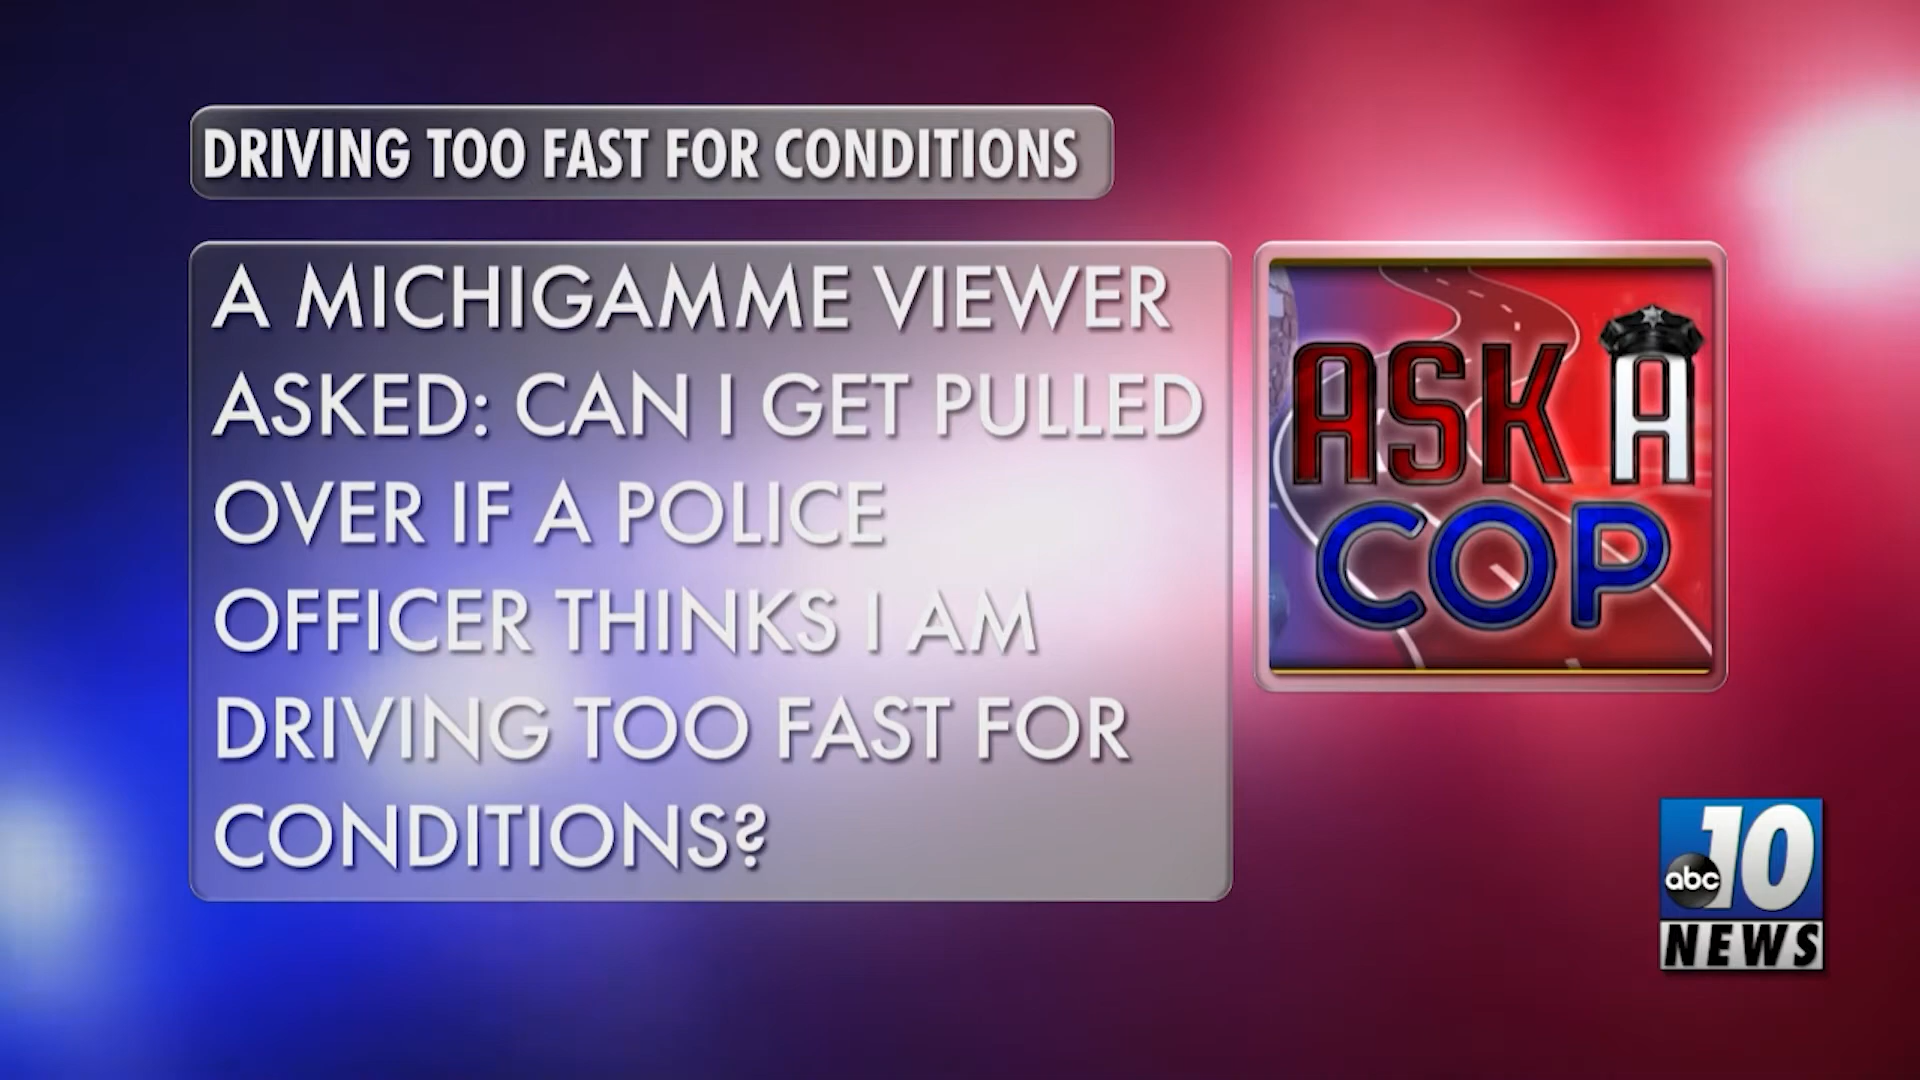 DRIVING TOO FAST FOR CONDITIONS
A MICHIGAMME VIEWER
ASKED: CAN I GET PULLED
OVER IF A POLICE
OFFICER THINKS I AM
DRIVING TOO FAST FOR
CONDITIONS?
ASK A
COP
abc 10
NEWS